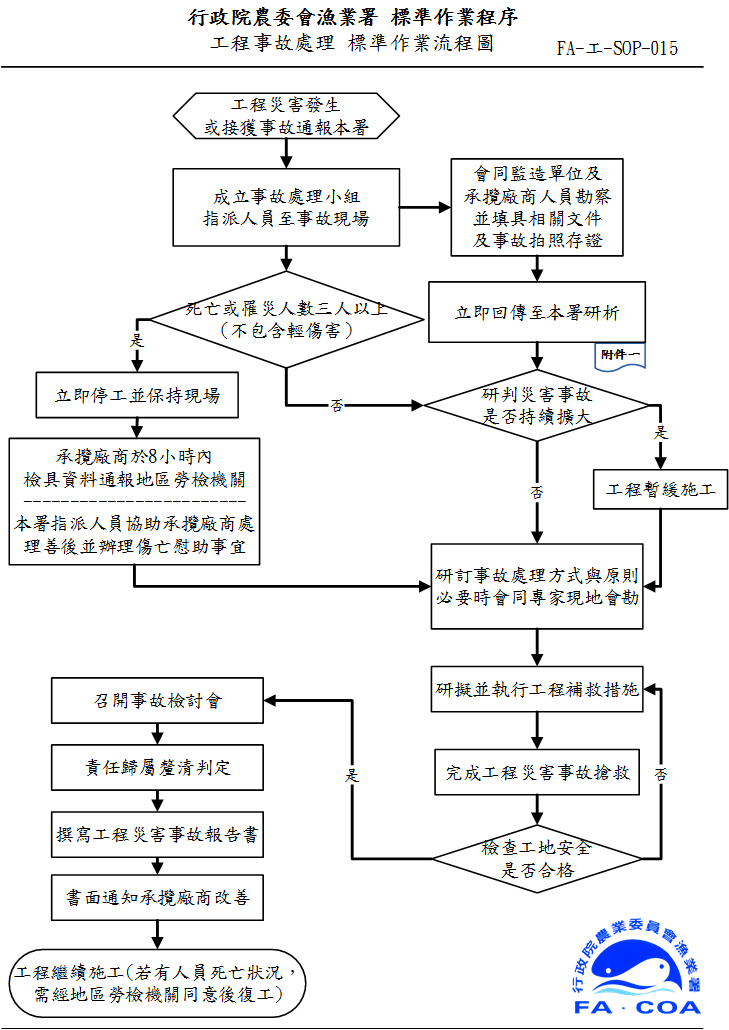 行政院農委會漁業署 標準作業程序
工程事故處理 標準作業流程圖
FA-工-SOP-015
工程災害發生
或接獲事故通報本署
成立事故處理小組
指派人員至事故現場
會同監造單位及
承攬廠商人員勘察
並填具相關文件
及事故拍照存證
死亡或罹災人數三人以上
(不包含輕傷害)
立即回傳至本署研析
附件一
是
否
立即停工並保持現場
研判災害事故
是否持續擴大
是
否
承攬廠商於8小時內
檢具資料通報地區勞檢機關
本署指派人員協助承攬廠商處
理善後並辦理傷亡慰助事宜
工程暫緩施工
研訂事故處理方式與原則
必要時會同專家現地會勘
研擬並執行工程補救措施
完成工程災害事故搶救
檢查工地安全
是否合格
否
是
召開事故檢討會
責任歸屬釐清判定
撰寫工程災害事故報告書
書面通知承攬廠商改善
工程繼續施工(若有人員死亡狀況，
需經地區勞檢機關同意後復工)
行政院農業委員會漁業署
FA·COA